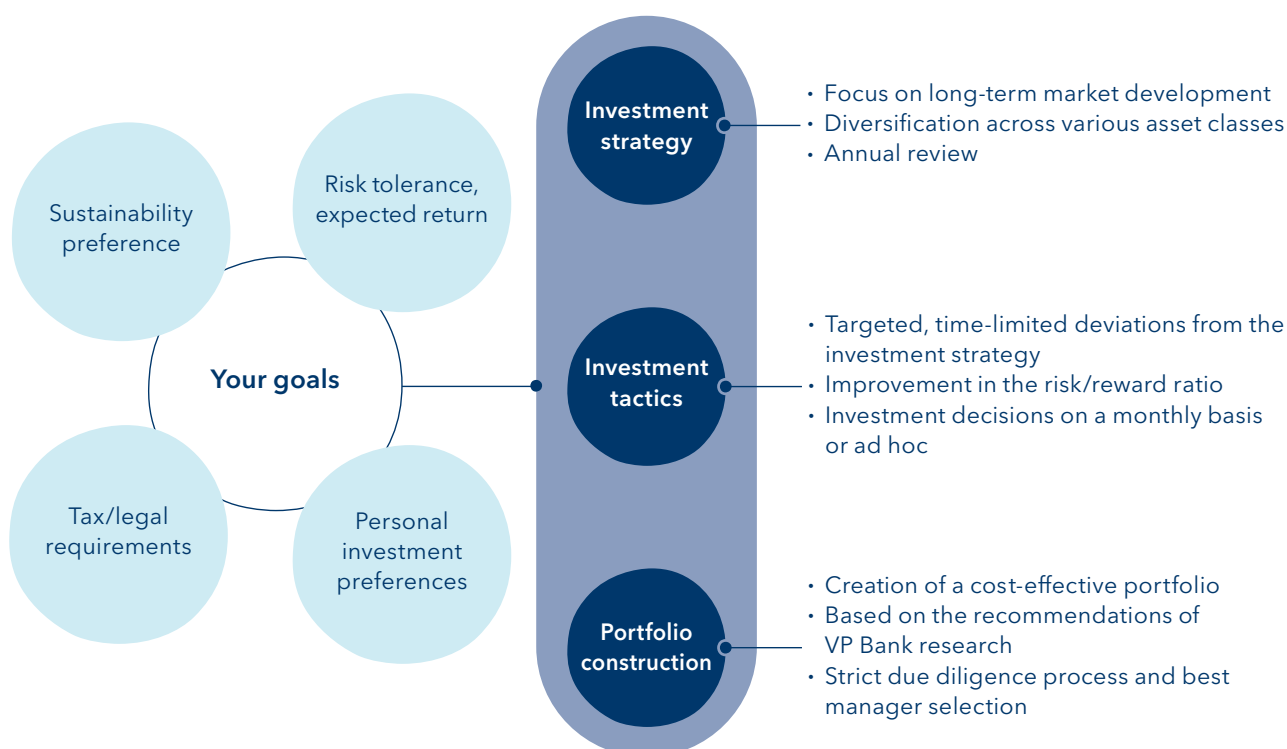 Sustainability
preference
Risk tolerance,
expected return
Your goals
Tax/legal
requirements
Personal
investment
preferences
Investment
strategy
• Focus on long-term market development
• Diversification across various asset classes
• Annual review
Investment
tactics
• Targeted, time-limited deviations from the
investment strategy
• Improvement in the risk/reward ratio
• Investment decisions on a monthly basis
or ad hoc
Portfolio
construction
• Creation of a cost-effective portfolio
• Based on the recommendations of
VP Bank research
• Strict due diligence process and best
manager selection